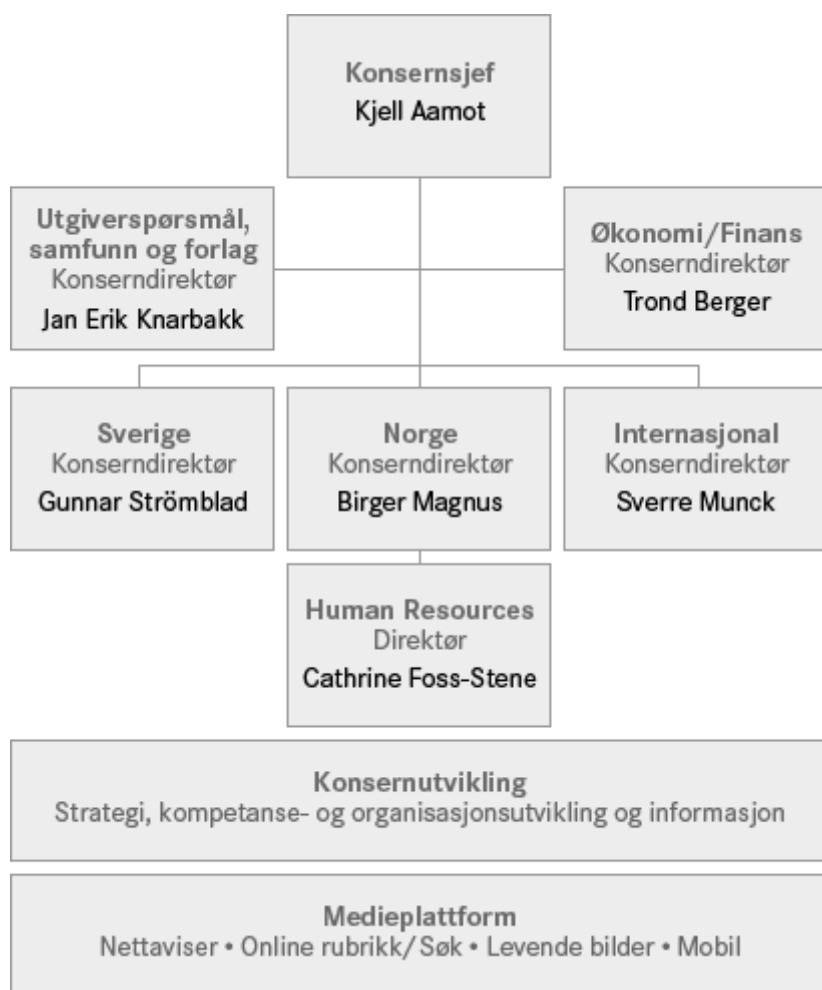 Konsernsjef
Kjell Aamot
Utgiverspørsmål,
samfunn og forlag
Konserndirektør
Jan Erik Knarbakk
Økonomi/Finans
Konserndirektør
Trond Berger
Sverige
Konserndirektør
Gunnar Strömblad
Norge
Konserndirektør
Birger Magnus
Internasjonal
Konserndirektør
Sverre Munck
Human Resources
Direktør
Cathrine Foss-Stene
Konsernutvikling
Strategi, kompetanse- og organisasjonsutvikling og informasjon
Medieplattform
Nettaviser • Online rubrikk/Søk • Levende bilder • Mobil